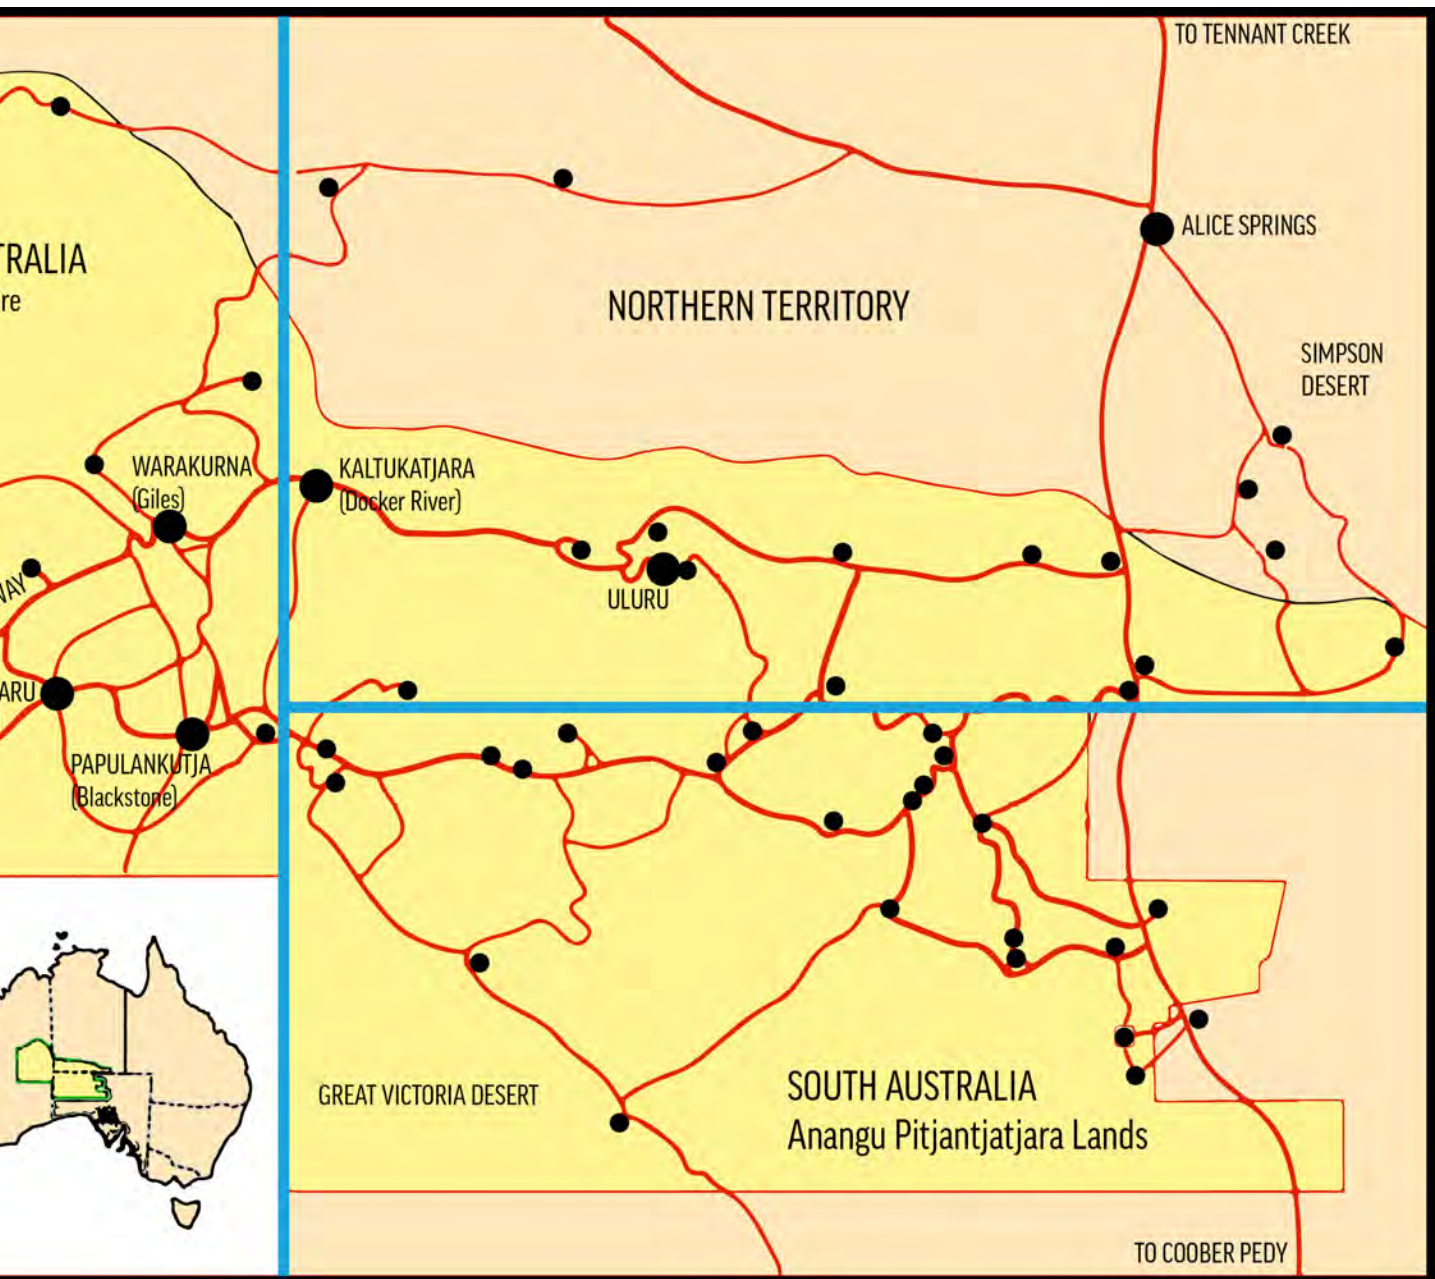 TO TENNANT CREEK
ALICE SPRINGS
TRALIA
re
NORTHERN TERRITORY
SIMPSON
DESERT
WARAKURNA
(Giles)
KALTUKATJARA
(Docker River)
WAY
ULURU
ARU
PAPULANKUTJA
(Blackstone)
GREAT VICTORIA DESERT
SOUTH AUSTRALIA
Anangu Pitjantjatjara Lands
TO COOBER PEDY